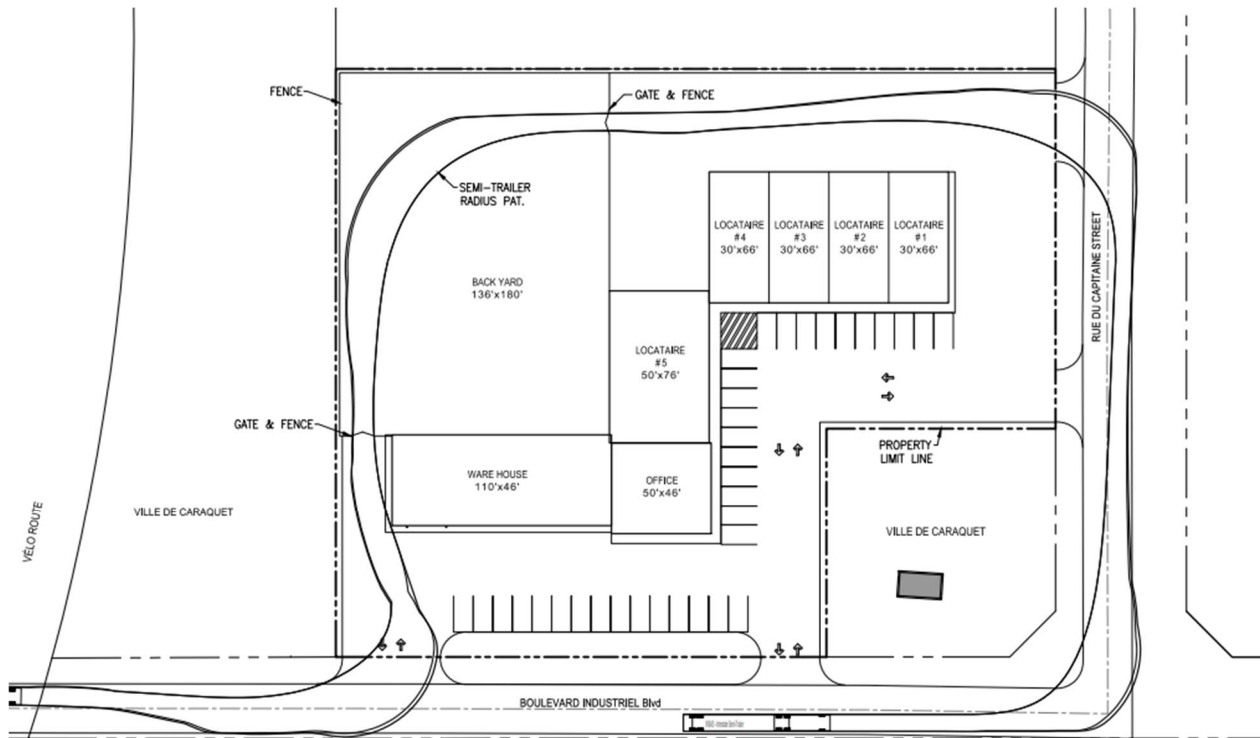 FENCE
GATE & FENCE
SEMI-TRAILER
RADIUS PAT.
LOCATAIRE
#4
30'x66'
LOCATAIRE
#3
30'x66'
LOCATAIRE
#2
30'x66'
LOCATAIRE
#1
30'x66'
RUE DU CAPITAINE STREET
BACK YARD
136'x180'
LOCATAIRE
#5
50'x76'
GATE & FENCE
PROPERTY
LIMIT LINE
WARE HOUSE
110'x46'
OFFICE
50'x46'
VÉLO ROUTE
VILLE DE CARAQUET
VILLE DE CARAQUET
BOULEVARD INDUSTRIEL Blvd